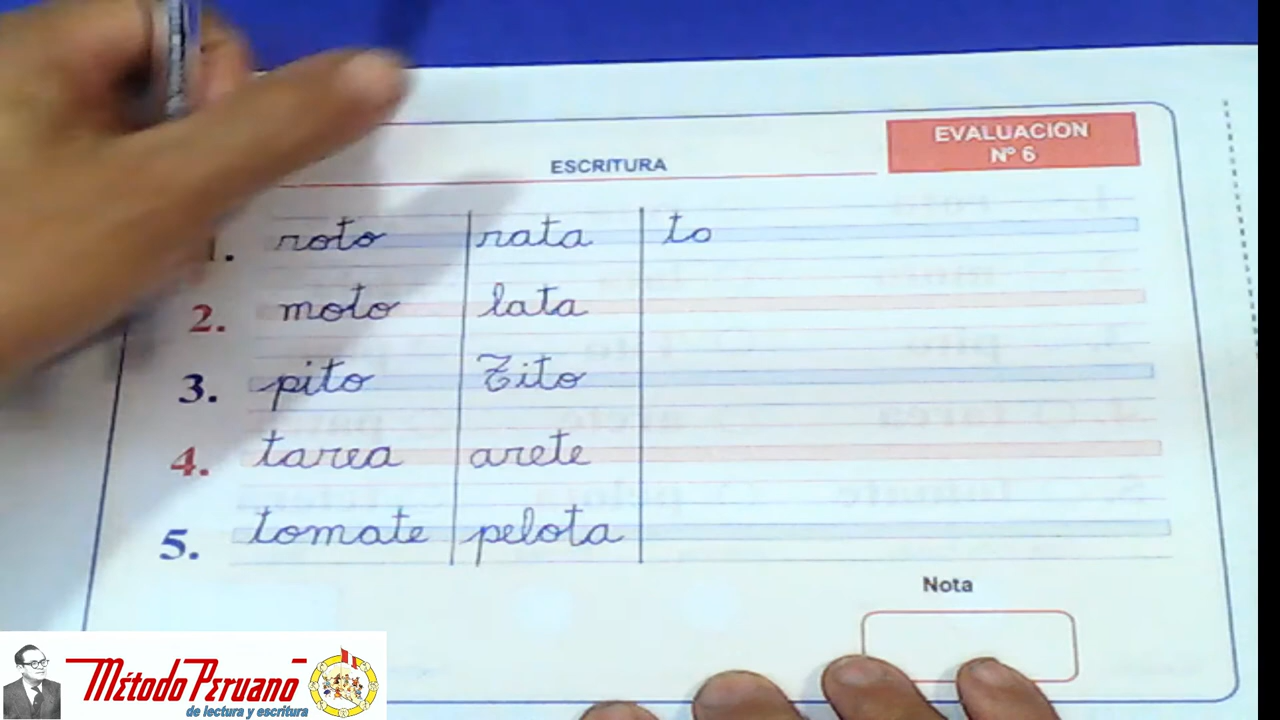 ESCRITURA
EVALUACION
Nº 6
1. roto rata to
2. moto lata
3. pito Tito
4. tarea arete
5. tomate pelota
Nota
Método Peruano
de lectura y escritura